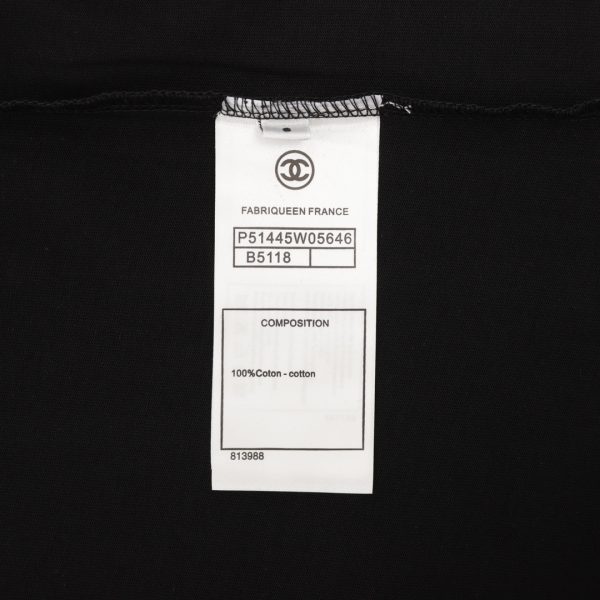 FABRIQUEEN FRANCE
P51445W05646
B5118
COMPOSITION
100%Coton - cotton
813988